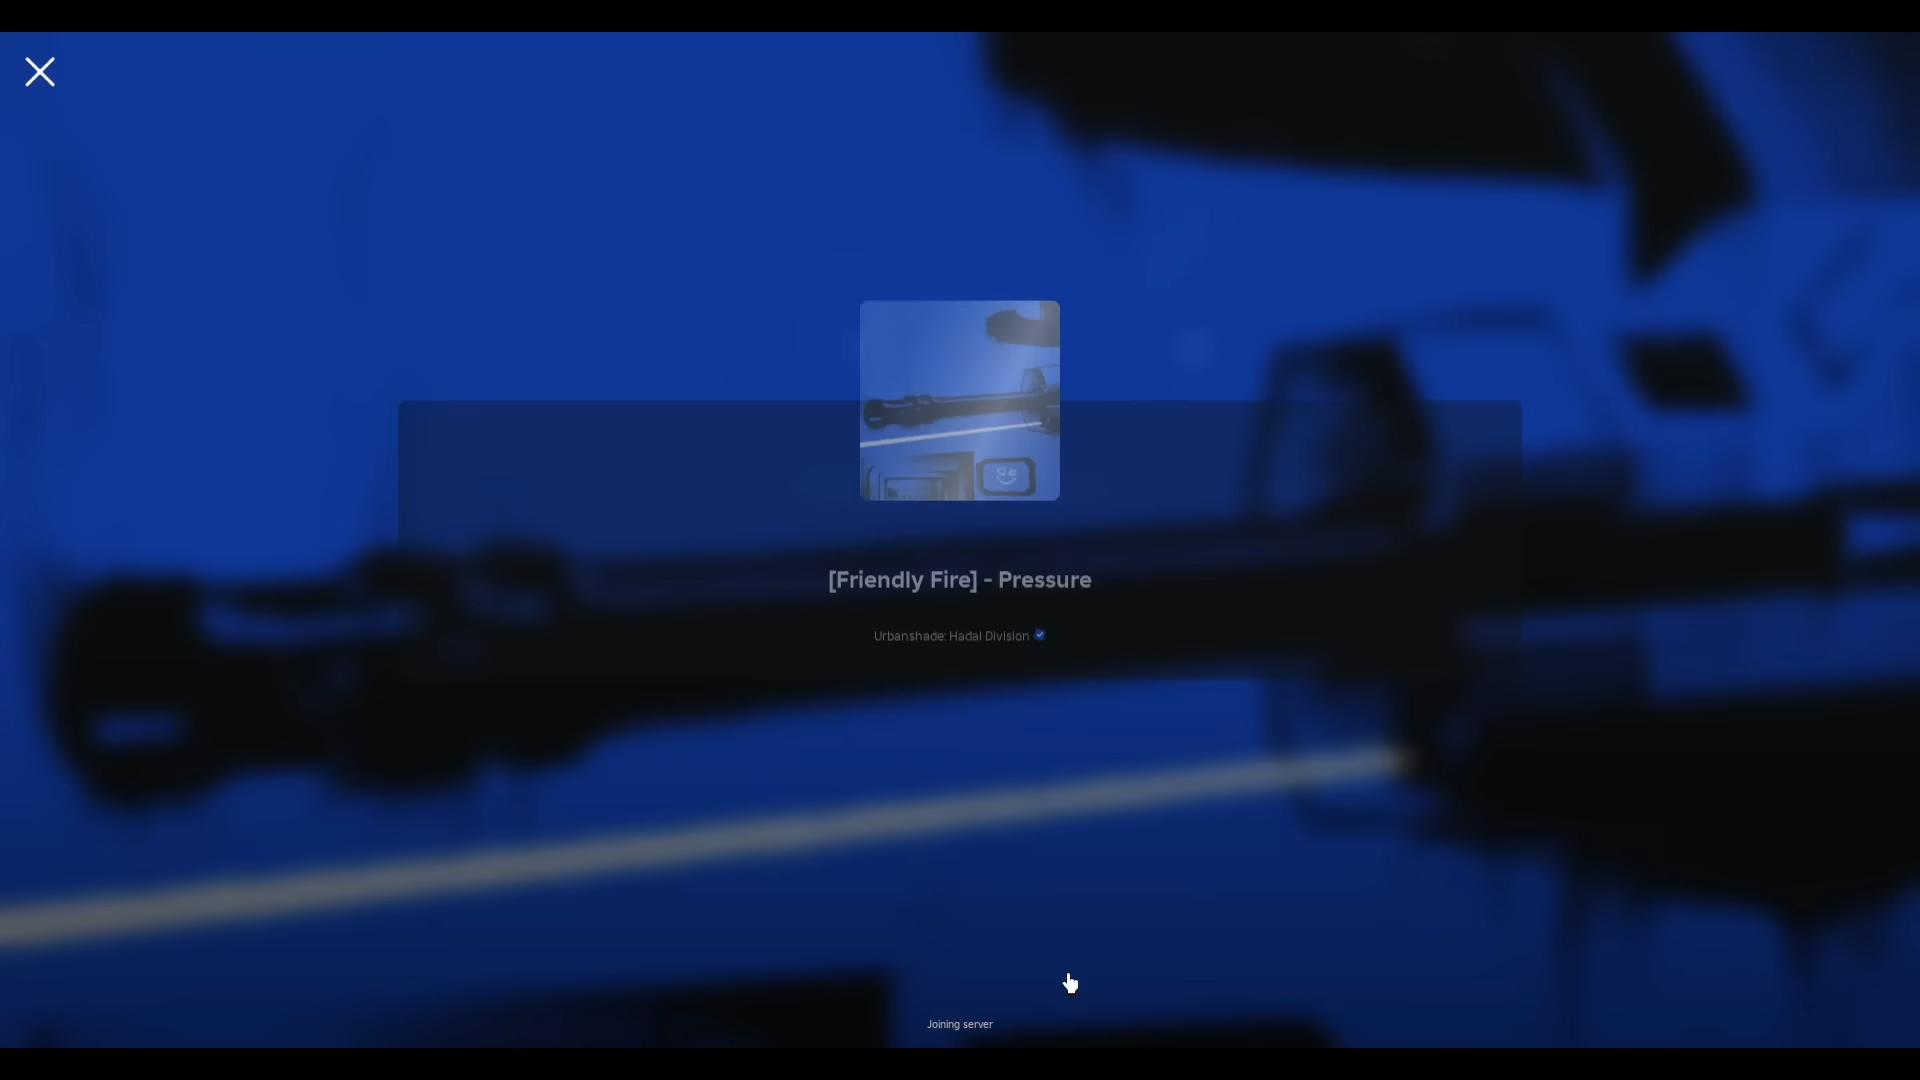 [Friendly Fire] - Pressure
Urbanshade: Hadal Division
Joining server